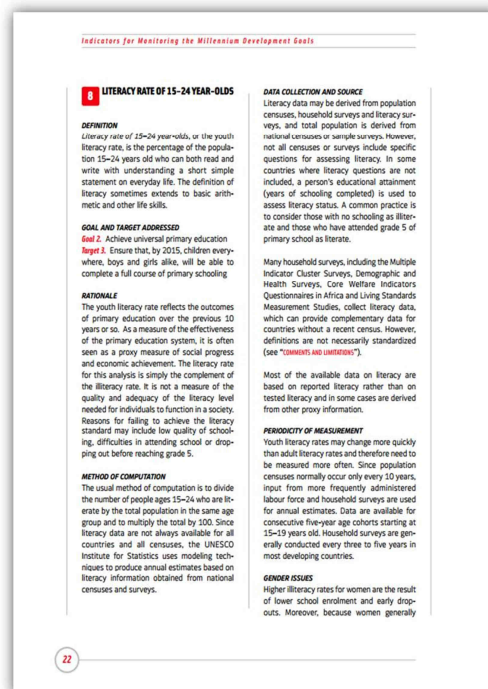 Indicators for Monitoring the Millennium Development Goals
8 LITERACY RATE OF 15–24 YEAR-OLDS
DEFINITION
Literacy rate of 15–24 year-olds, or the youth
literacy rate, is the percentage of the popula-
tion 15–24 years old who can both read and
write with understanding a short simple
statement on everyday life. The definition of
literacy sometimes extends to basic arith-
metic and other life skills.
GOAL AND TARGET ADDRESSED
Goal 2. Achieve universal primary education
Target 3. Ensure that, by 2015, children every-
where, boys and girls alike, will be able to
complete a full course of primary schooling
RATIONALE
The youth literacy rate reflects the outcomes
of primary education over the previous 10
years or so. As a measure of the effectiveness
of the primary education system, it is often
seen as a proxy measure of social progress
and economic achievement. The literacy rate
for this analysis is simply the complement of
the illiteracy rate. It is not a measure of the
quality and adequacy of the literacy level
needed for individuals to function in a society.
Reasons for failing to achieve the literacy
standard may include low quality of school-
ing, difficulties in attending school or drop-
ping out before reaching grade 5.
METHOD OF COMPUTATION
The usual method of computation is to divide
the number of people ages 15–24 who are lit-
erate by the total population in the same age
group and to multiply the total by 100. Since
literacy data are not always available for all
countries and all censuses, the UNESCO
Institute for Statistics uses modeling tech-
niques to produce annual estimates based on
literacy information obtained from national
censuses and surveys.
DATA COLLECTION AND SOURCE
Literacy data may be derived from population
censuses, household surveys and literacy sur-
veys, and total population is derived from
national censuses or sample surveys. However,
not all censuses or surveys include specific
questions for assessing literacy. In some
countries where literacy questions are not
included, a person's educational attainment
(years of schooling completed) is used to
assess literacy status. A common practice is
to consider those with no schooling as illiter-
ate and those who have attended grade 5 of
primary school as literate.
Many household surveys, including the Multiple
Indicator Cluster Surveys, Demographic and
Health Surveys, Core Welfare Indicators
Questionnaires in Africa and Living Standards
Measurement Studies, collect literacy data,
which can provide complementary data for
countries without a recent census. However,
definitions are not necessarily standardized
(see "COMMENTS AND LIMITATIONS").
Most of the available data on literacy are
based on reported literacy rather than on
tested literacy and in some cases are derived
from other proxy information.
PERIODICITY OF MEASUREMENT
Youth literacy rates may change more quickly
than adult literacy rates and therefore need to
be measured more often. Since population
censuses normally occur only every 10 years,
input from more frequently administered
labour force and household surveys are used
for annual estimates. Data are available for
consecutive five-year age cohorts starting at
15–19 years old. Household surveys are gen-
erally conducted every three to five years in
most developing countries.
GENDER ISSUES
Higher illiteracy rates for women are the result
of lower school enrolment and early drop-
outs. Moreover, because women generally
22